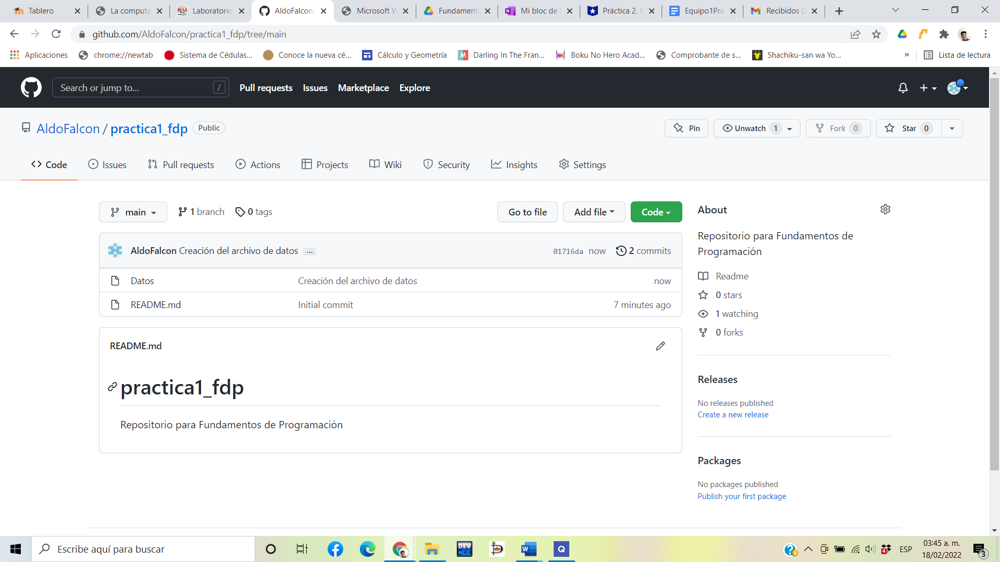 Tablero
La computa
Laboratorio
AldoFalcon/
Microsoft W
Fundament
Mi bloc de
Práctica 2.
Equipo1Pra
Recibidos
github.com/AldoFalcon/practica1_fdp/tree/main
Aplicaciones
chrome://newtab
Sistema de Cédulas...
Conoce la nueva cé...
Cálculo y Geometría
Darling In The Fran...
Boku No Hero Acad...
Comprobante de s...
Shachiku-san wa Yo...
»
Lista de lectura
Search or jump to... /
Pull requests Issues Marketplace Explore
AldoFalcon / practica1_fdp Public
Pin
Unwatch 1
Fork 0
Star 0
Code Issues Pull requests Actions Projects Wiki Security Insights Settings
main 1 branch 0 tags
Go to file Add file Code
AldoFalcon Creación del archivo de datos ... 01716da now 2 commits
Datos Creación del archivo de datos now
README.md Initial commit 7 minutes ago
README.md
practica1_fdp
Repositorio para Fundamentos de Programación
About
Repositorio para Fundamentos de
Programación
Readme
0 stars
1 watching
0 forks
Releases
No releases published
Create a new release
Packages
No packages published
Publish your first package
Escribe aquí para buscar
DEV
W
Q
4
ESP
03:45 a. m.
18/02/2022
3